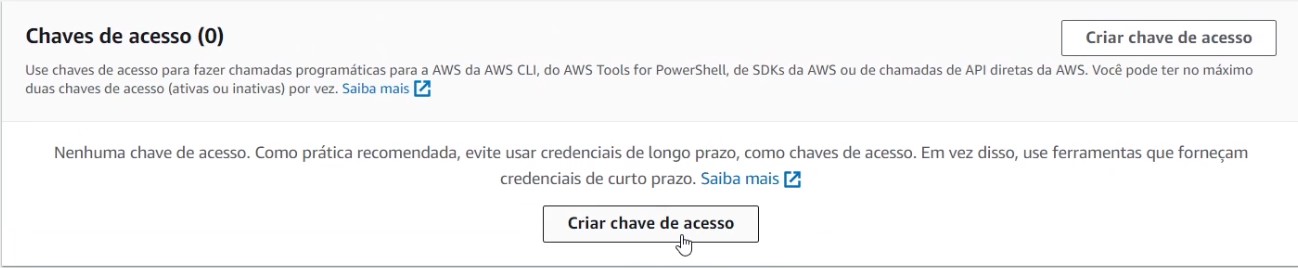 Chaves de acesso (0)
Criar chave de acesso
Use chaves de acesso para fazer chamadas programáticas para a AWS da AWS CLI, do AWS Tools for PowerShell, de SDKs da AWS ou de chamadas de API diretas da AWS. Você pode ter no máximo
duas chaves de acesso (ativas ou inativas) por vez. Saiba mais
Nenhuma chave de acesso. Como prática recomendada, evite usar credenciais de longo prazo, como chaves de acesso. Em vez disso, use ferramentas que forneçam
credenciais de curto prazo. Saiba mais
Criar chave de acesso